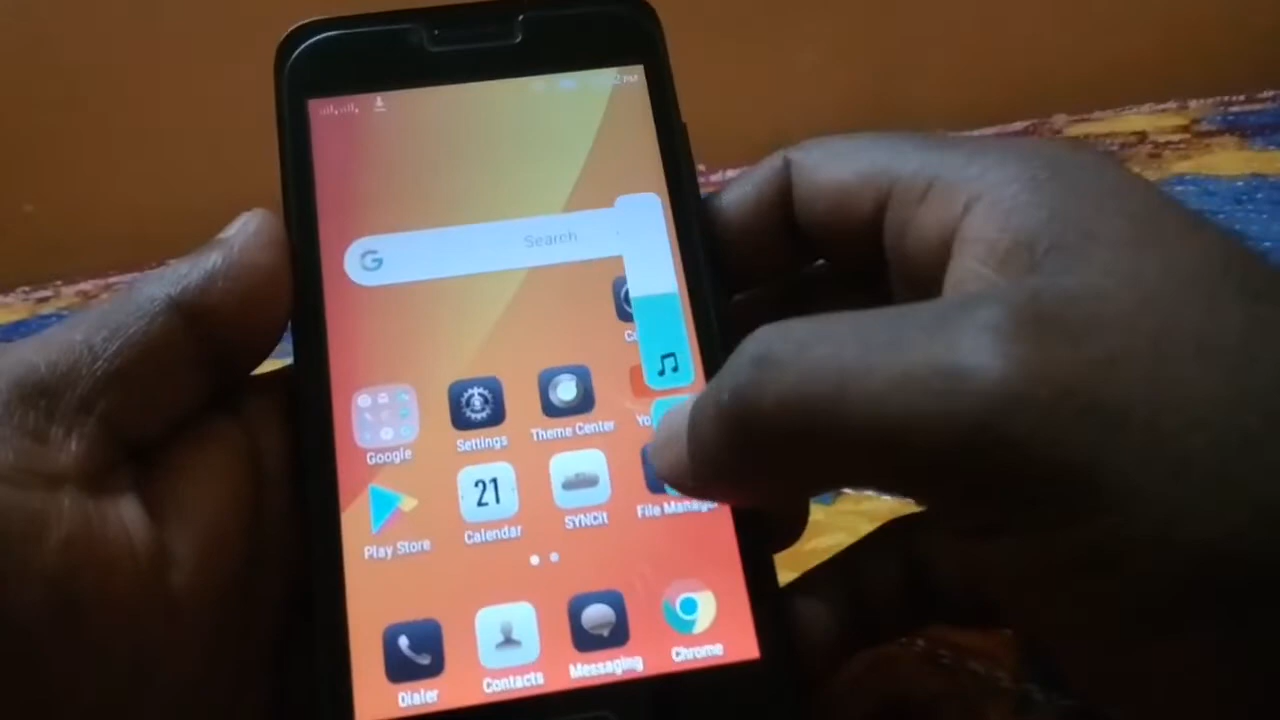 Search
Google
Settings
Theme Center
Play Store
21
Calendar
SYNCit
File Manager
Dialer
Contacts
Messaging
Chrome